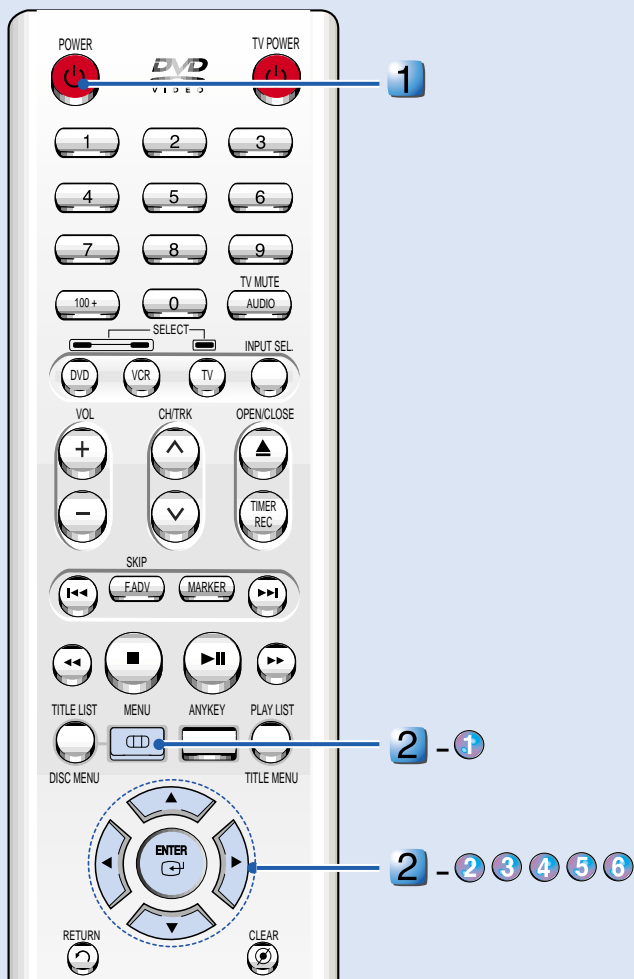 POWER TV POWER
DVD
VIDEO
1
1 2 3
4 5 6
7 8 9
TV MUTE
100 + 0 AUDIO
SELECT
INPUT SEL.
DVD VCR TV
VOL CH/TRK OPEN/CLOSE
TIMER
REC
SKIP
F.ADV MARKER
TITLE LIST MENU ANYKEY PLAY LIST
2 - 1
DISC MENU TITLE MENU
ENTER
2 - 2 3 4 5 6
RETURN CLEAR